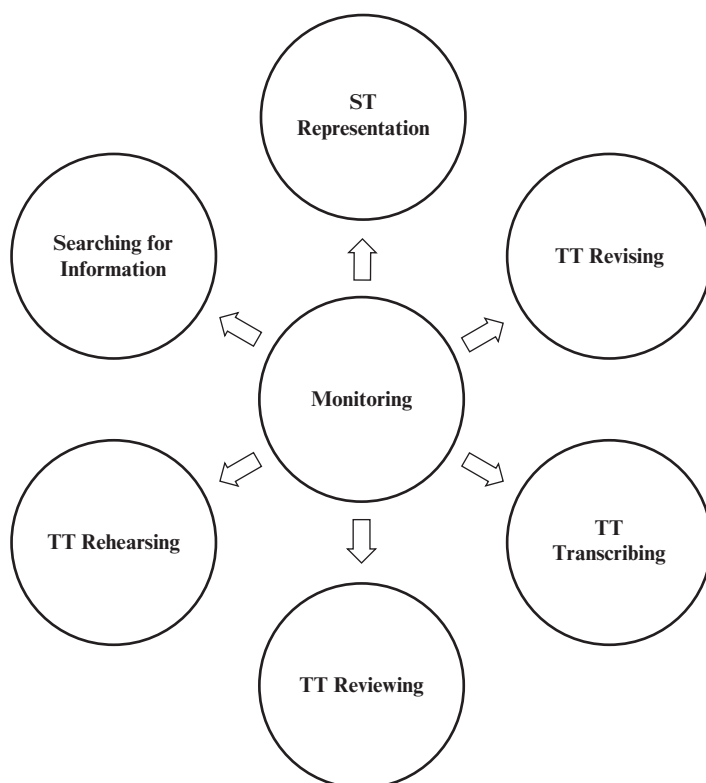 ST
Representation
Searching for
Information
TT Revising
Monitoring
TT Rehearsing
TT
Transcribing
TT Reviewing